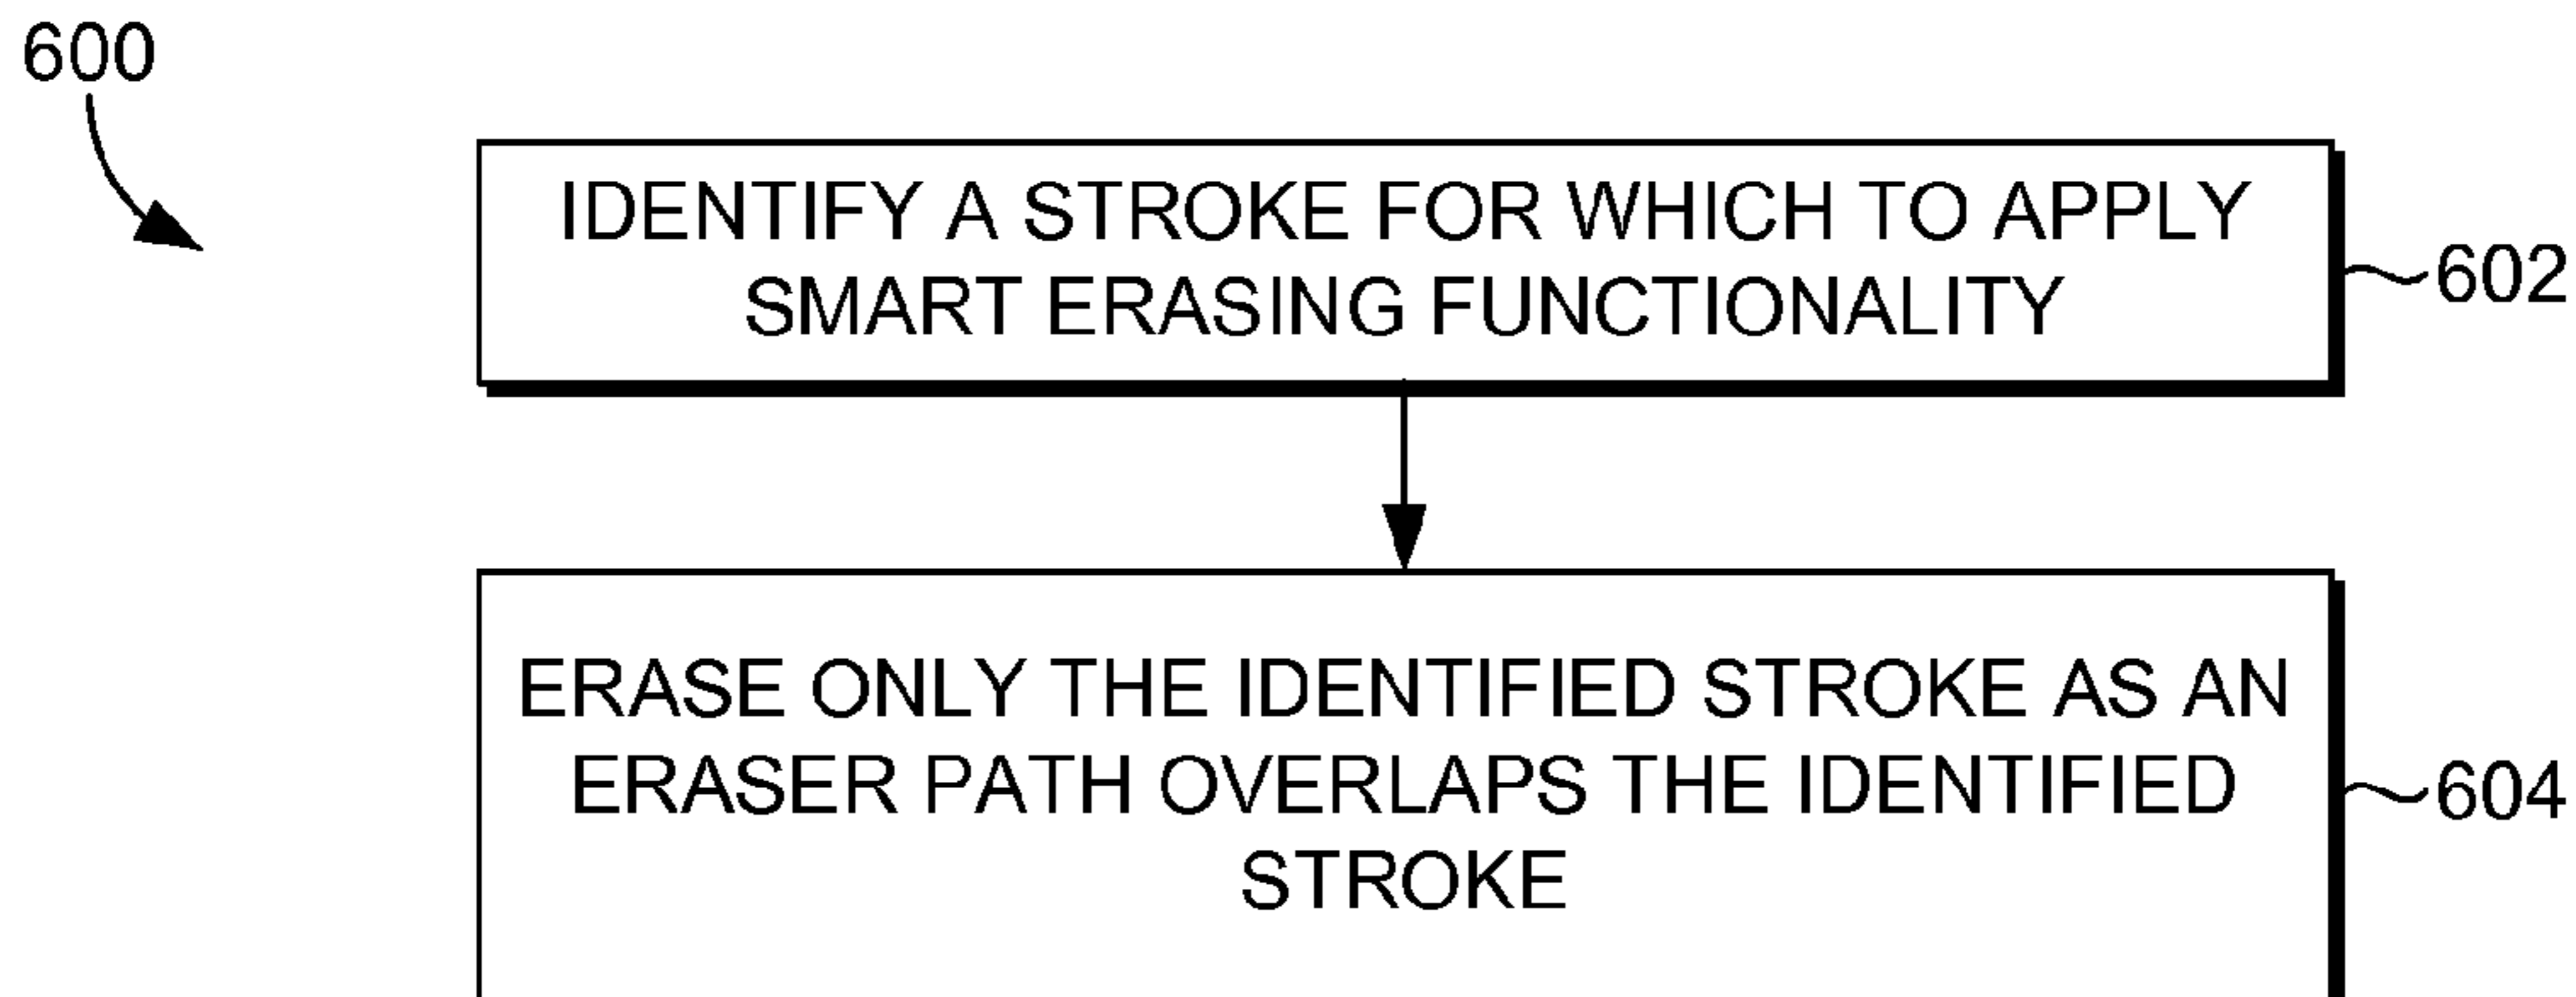 600
IDENTIFY A STROKE FOR WHICH TO APPLY
SMART ERASING FUNCTIONALITY
602
ERASE ONLY THE IDENTIFIED STROKE AS AN
ERASER PATH OVERLAPS THE IDENTIFIED
STROKE
604